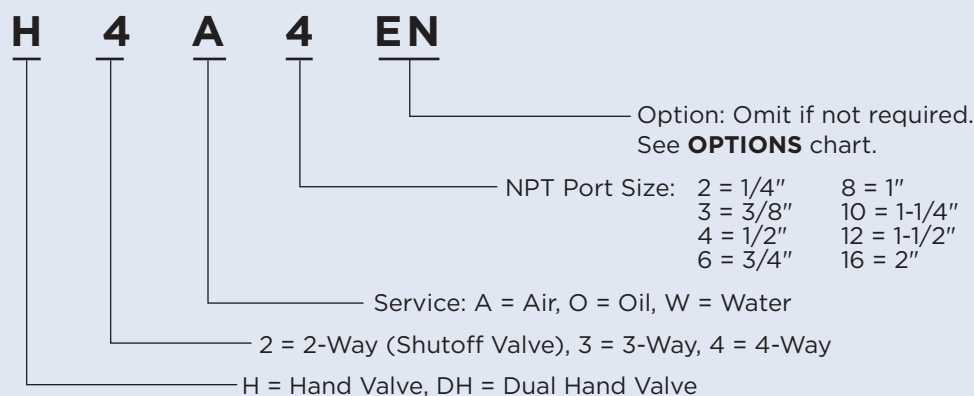 H 4 A 4 EN
Option: Omit if not required.
See OPTIONS chart.
NPT Port Size: 2 = 1/4" 8 = 1"
3 = 3/8" 10 = 1-1/4"
4 = 1/2" 12 = 1-1/2"
6 = 3/4" 16 = 2"
Service: A = Air, O = Oil, W = Water
2 = 2-Way (Shutoff Valve), 3 = 3-Way, 4 = 4-Way
H = Hand Valve, DH = Dual Hand Valve